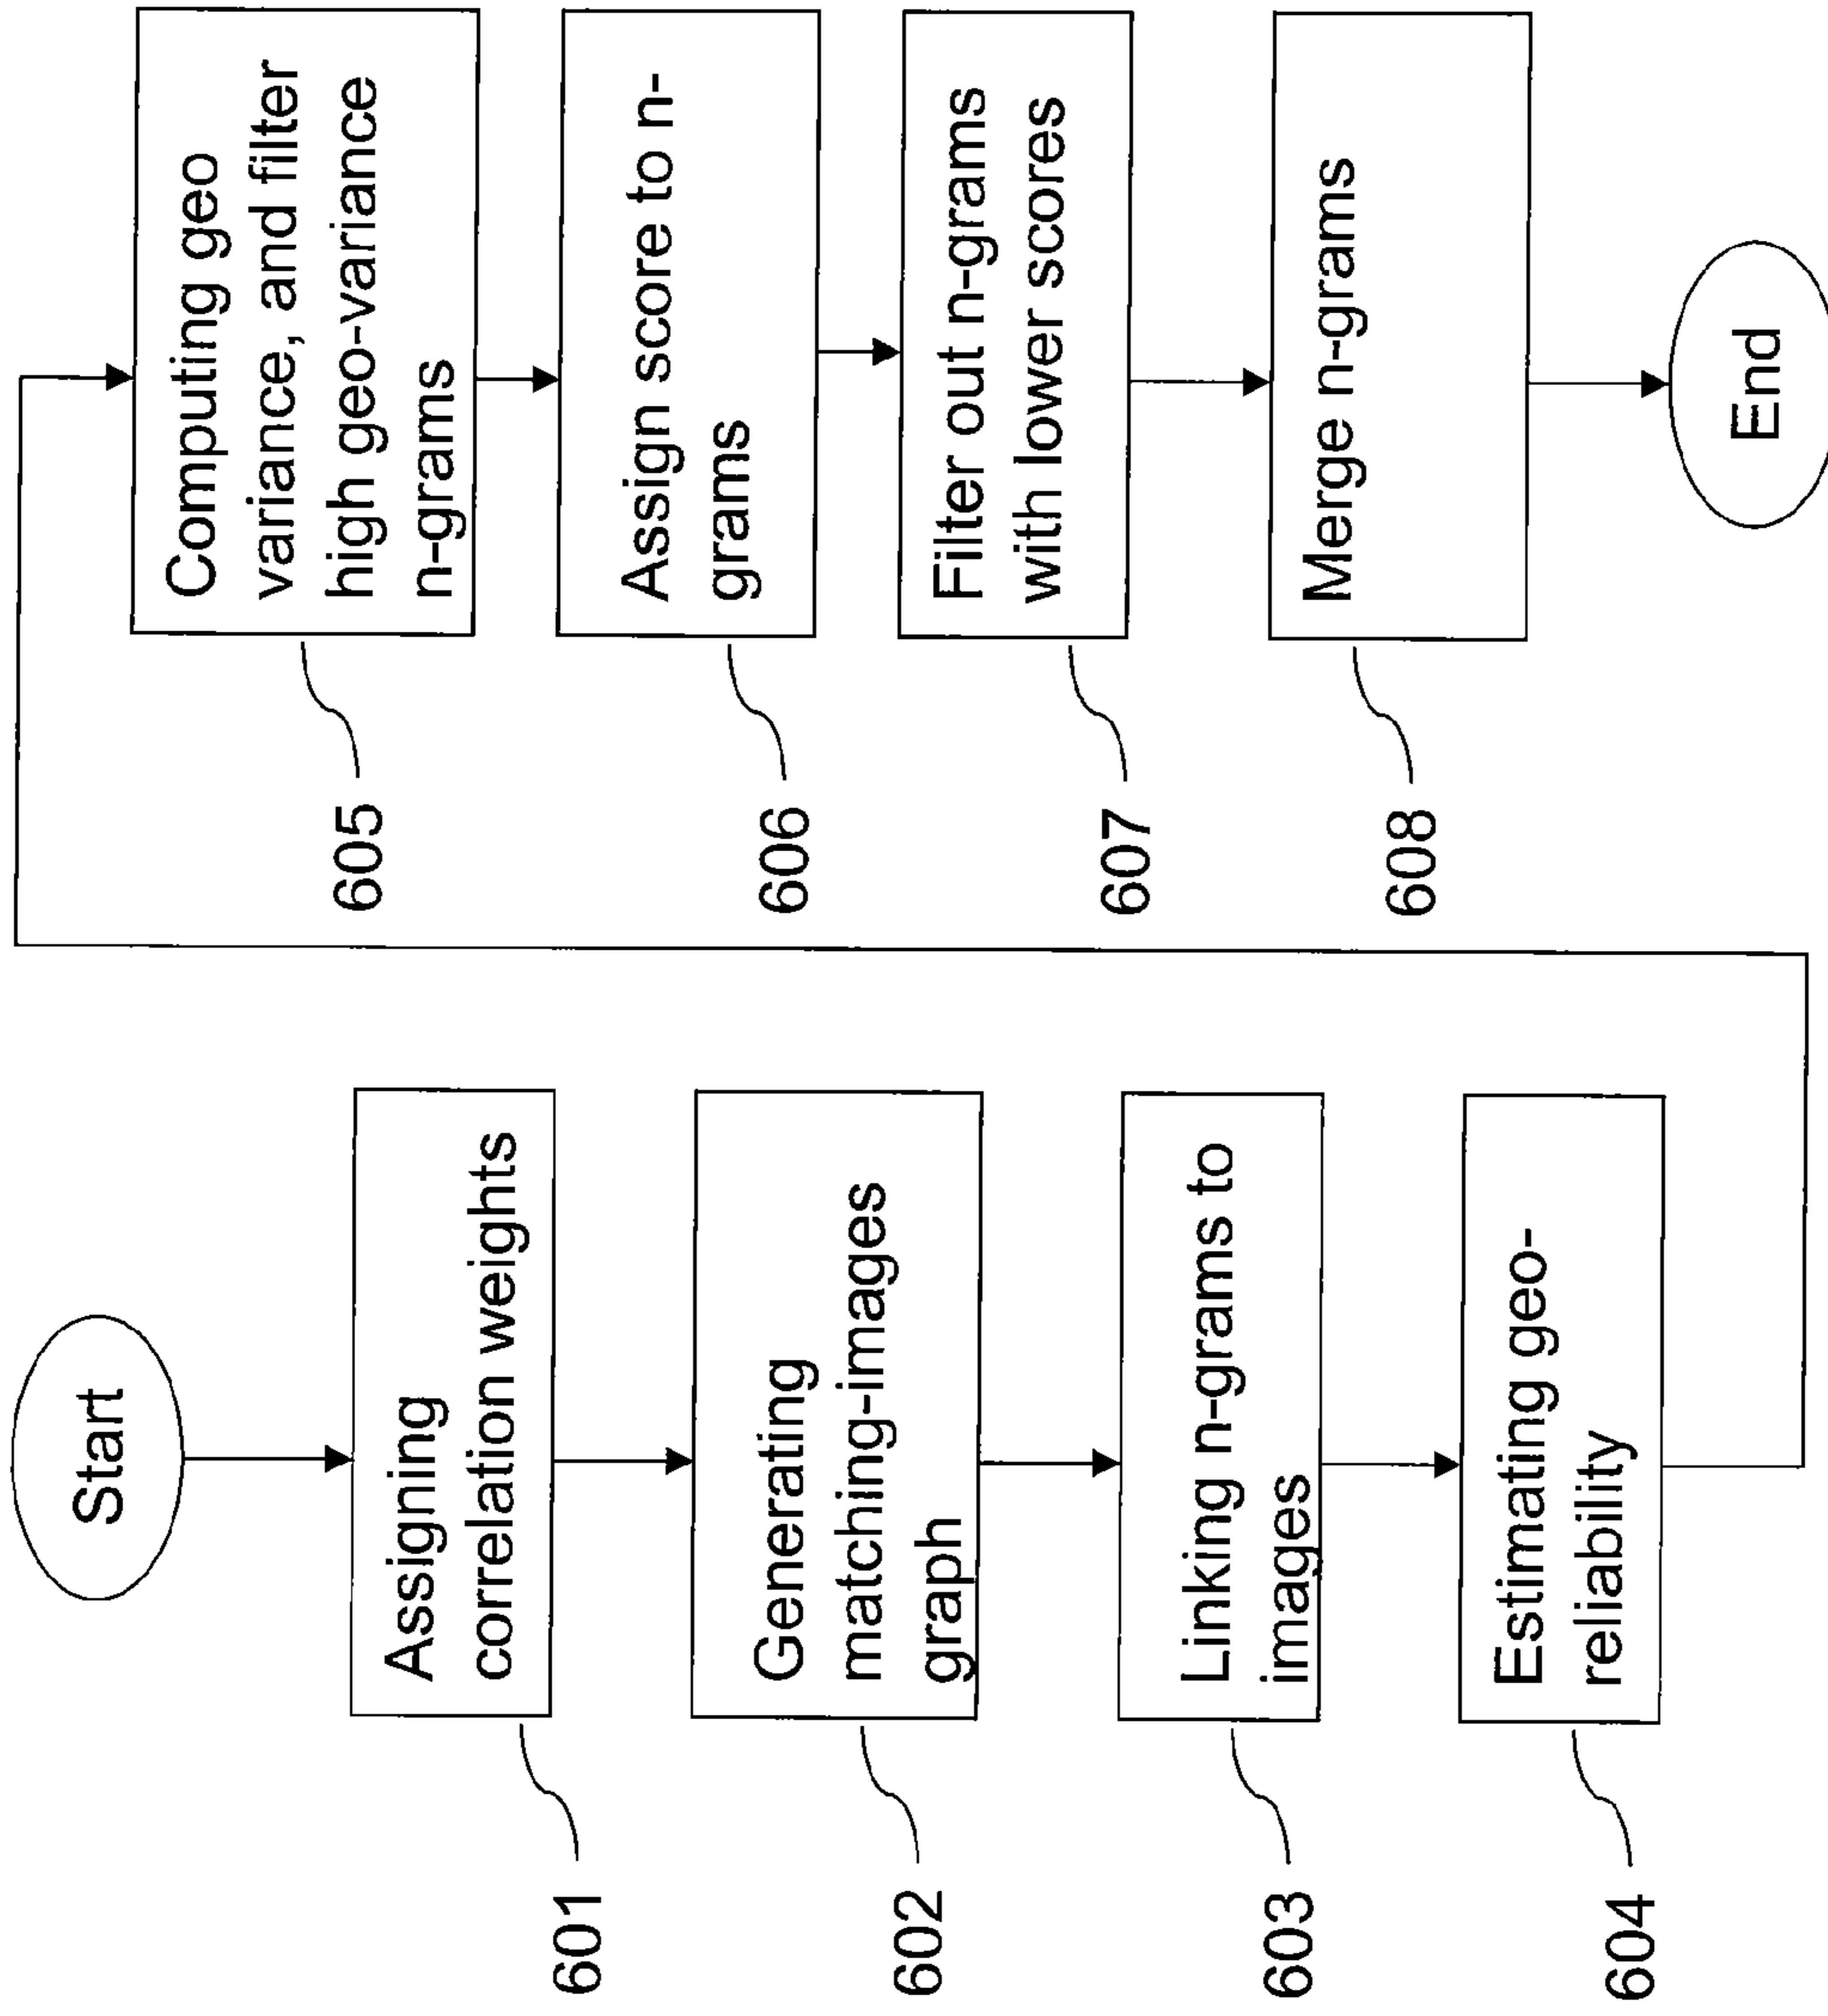 Start
Assigning
correlation weights
601
Generating
matching-images
graph
602
Linking n-grams to
images
603
Estimating geo-
reliability
604
Computing geo
variance, and filter
high geo-variance
n-grams
605
Assign score to n-
grams
606
Filter out n-grams
with lower scores
607
Merge n-grams
608
End